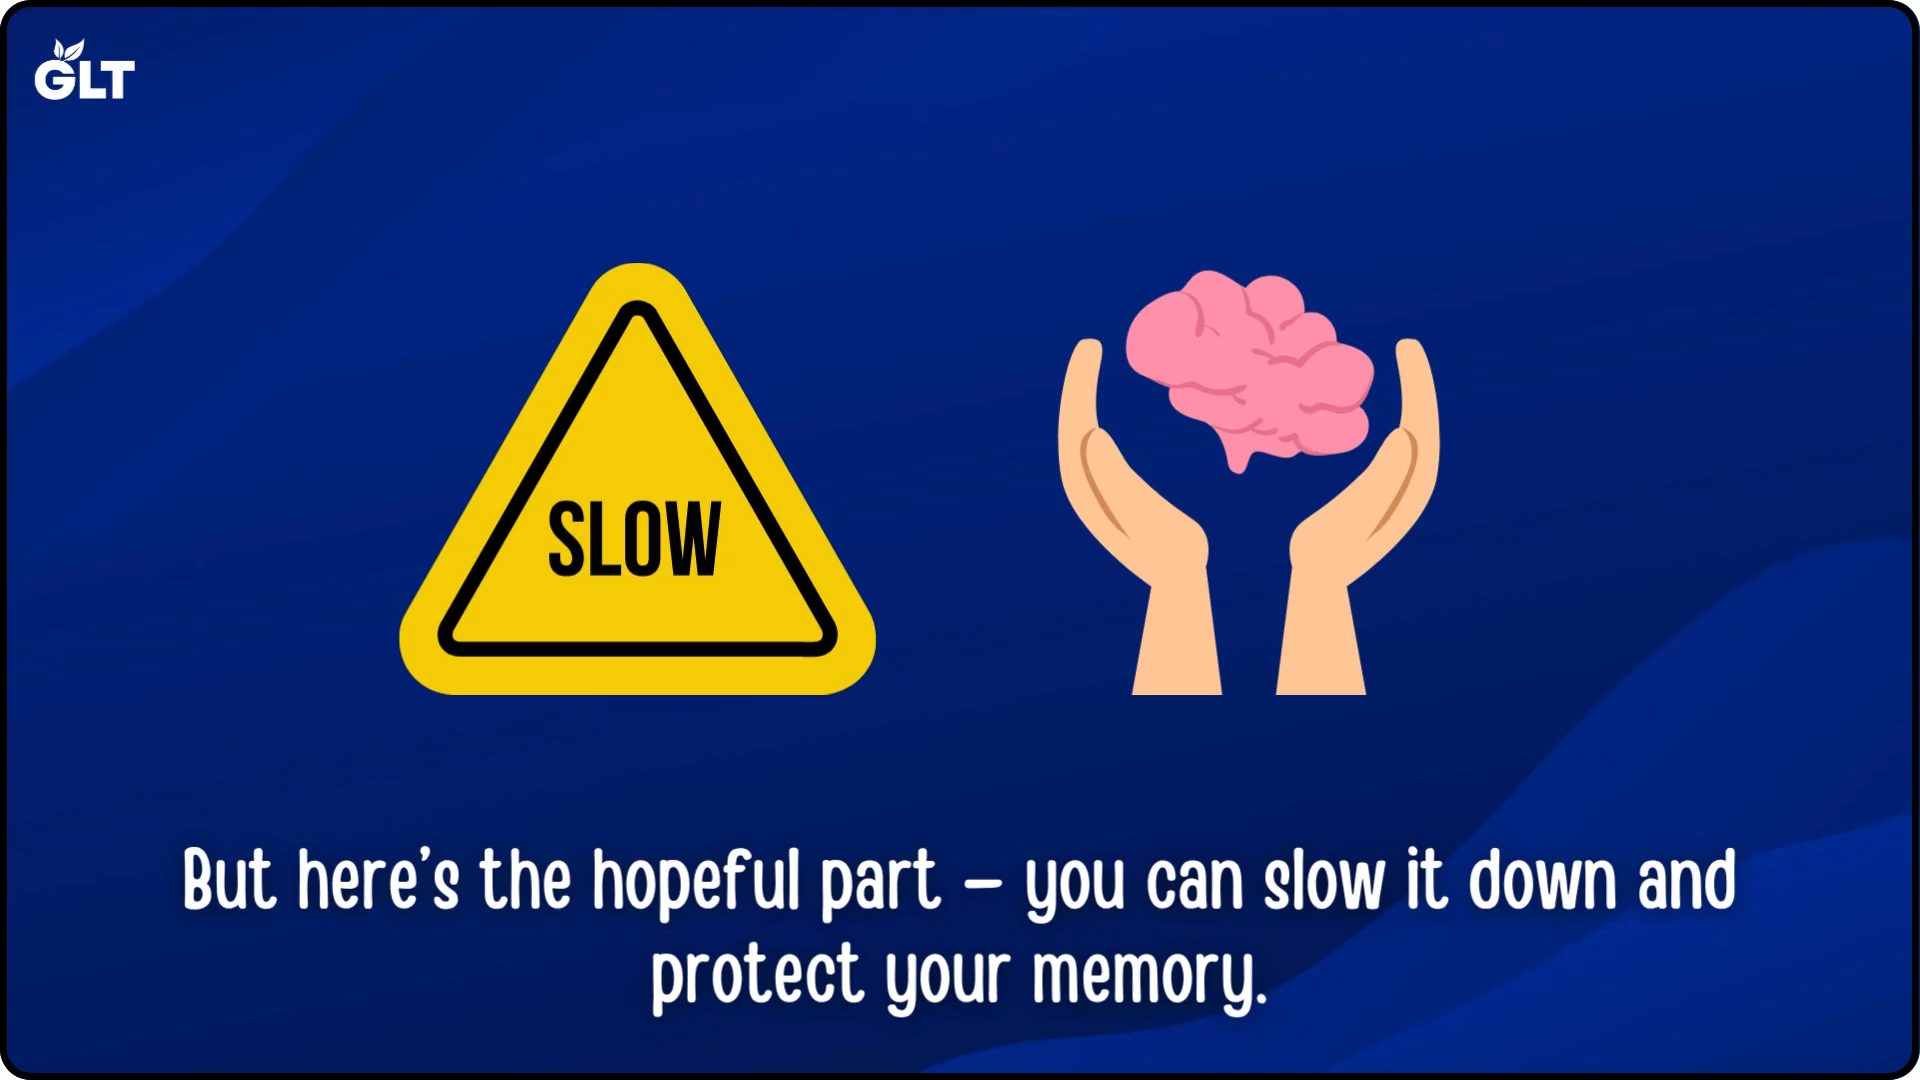 GLT
SLOW
But here’s the hopeful part – you can slow it down and
protect your memory.